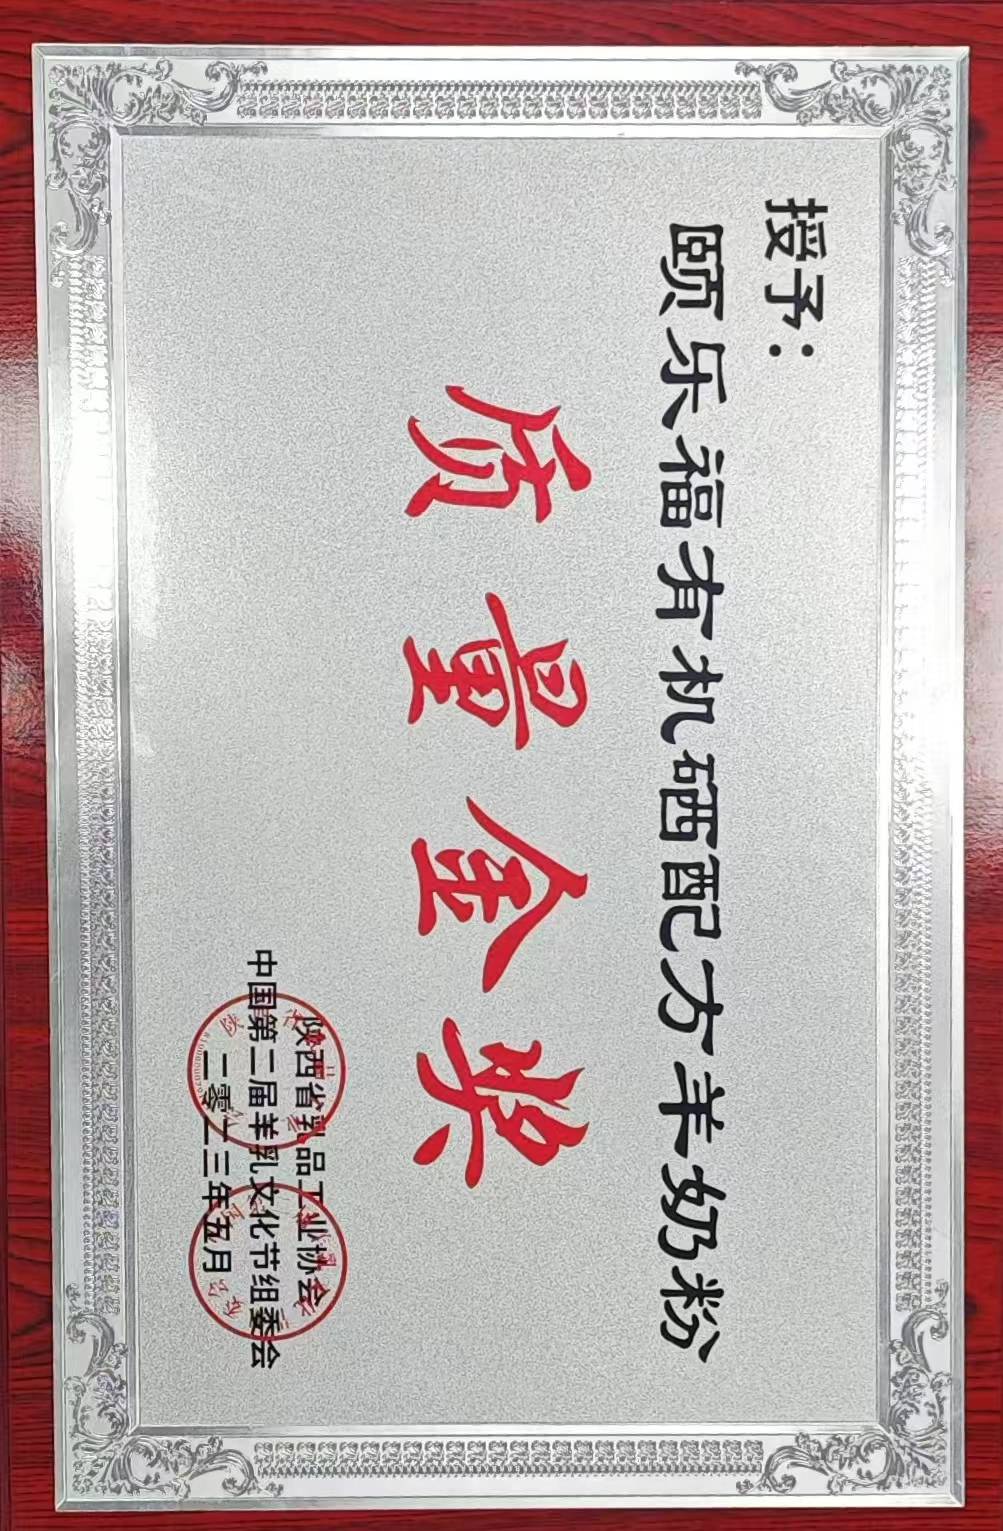 授予：
颐乐福有机硒配方羊奶粉
质量金奖
陕西省乳品工业协会
中国第二届羊乳文化节组委会
二零二三年五月